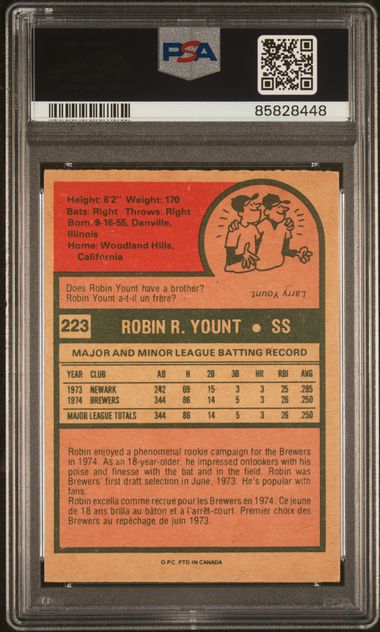 PSA
85828448
Height: 6'2" Weight: 170
Bats: Right Throws: Right
Born: 9-16-55, Danville,
Illinois
Home: Woodland Hills,
California
Does Robin Yount have a brother?
Robin Yount a-t-il un frère?
Larry Yount.
223 ROBIN R. YOUNT • SS
MAJOR AND MINOR LEAGUE BATTING RECORD
YEAR CLUB AB H 2B 3B HR RBI AVG
1973 NEWARK 242 69 15 3 3 25 .285
1974 BREWERS 344 86 14 5 3 26 .250
MAJOR LEAGUE TOTALS 344 86 14 5 3 26 .250
Robin enjoyed a phenomenal rookie campaign for the Brewers
in 1974. As an 18-year-older, he impressed onlookers with his
poise and finesse with the bat and in the field. Robin was
Brewers' first draft selection in June, 1973. He's popular with
fans.
Robin excella comme recrue pour les Brewers en 1974. Ce jeune
de 18 ans brilla au bâton et à l'arrêt-court. Premier choix des
Brewers au repêchage de juin 1973.
O.P.C. PTD. IN CANADA